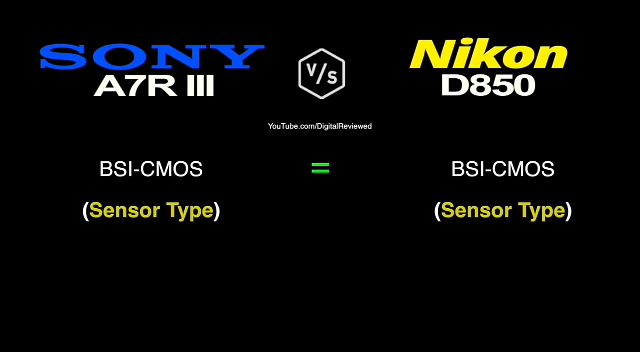 SONY
A7R III
V/S
Nikon
D850
YouTube.com/DigitalReviewed
BSI-CMOS = BSI-CMOS
(Sensor Type) (Sensor Type)